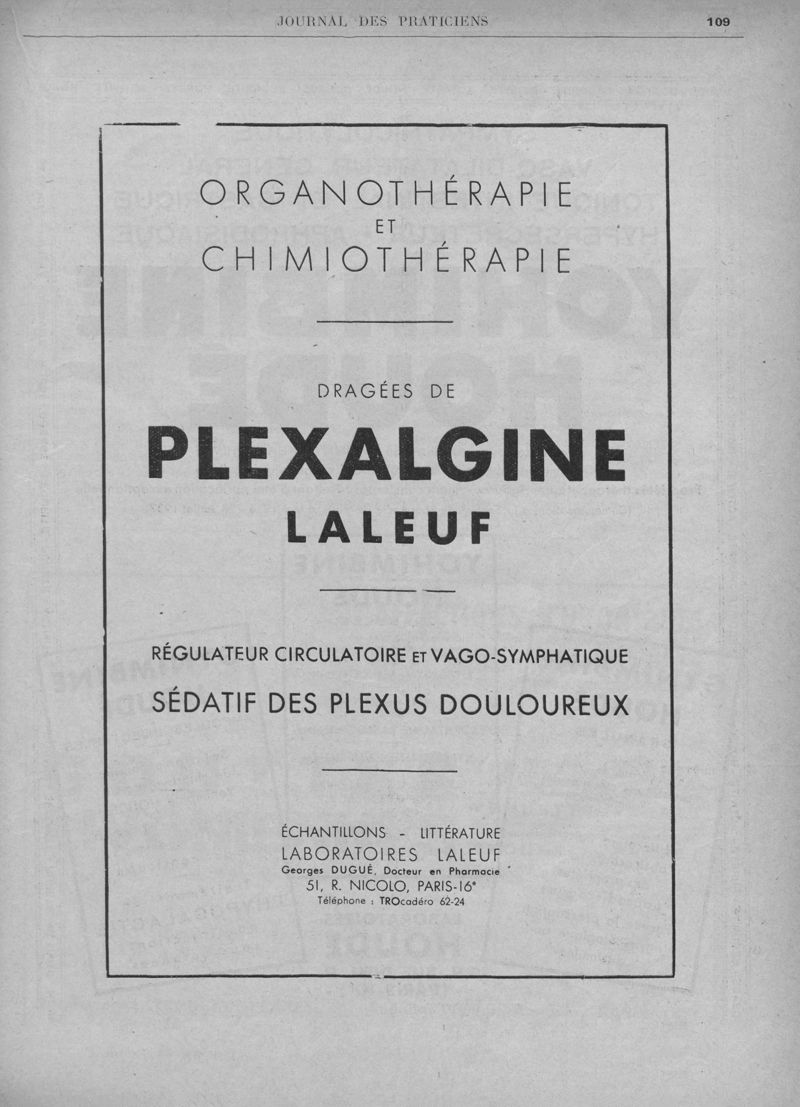 JOURNAL DES PRATICIENS 109
ORGANOTHÉRAPIE
ET
CHIMIOTHÉRAPIE
DRAGÉES DE
PLEXALGINE
LALEUF
RÉGULATEUR CIRCULATOIRE ET VAGO-SYMPHATIQUE
SÉDATIF DES PLEXUS DOULOUREUX
ÉCHANTILLONS - LITTÉRATURE
LABORATOIRES LALEUF
Georges DUGUÉ, Docteur en Pharmacie
51, R. NICOLO, PARIS-16e
Téléphone : TROcadéro 62-24